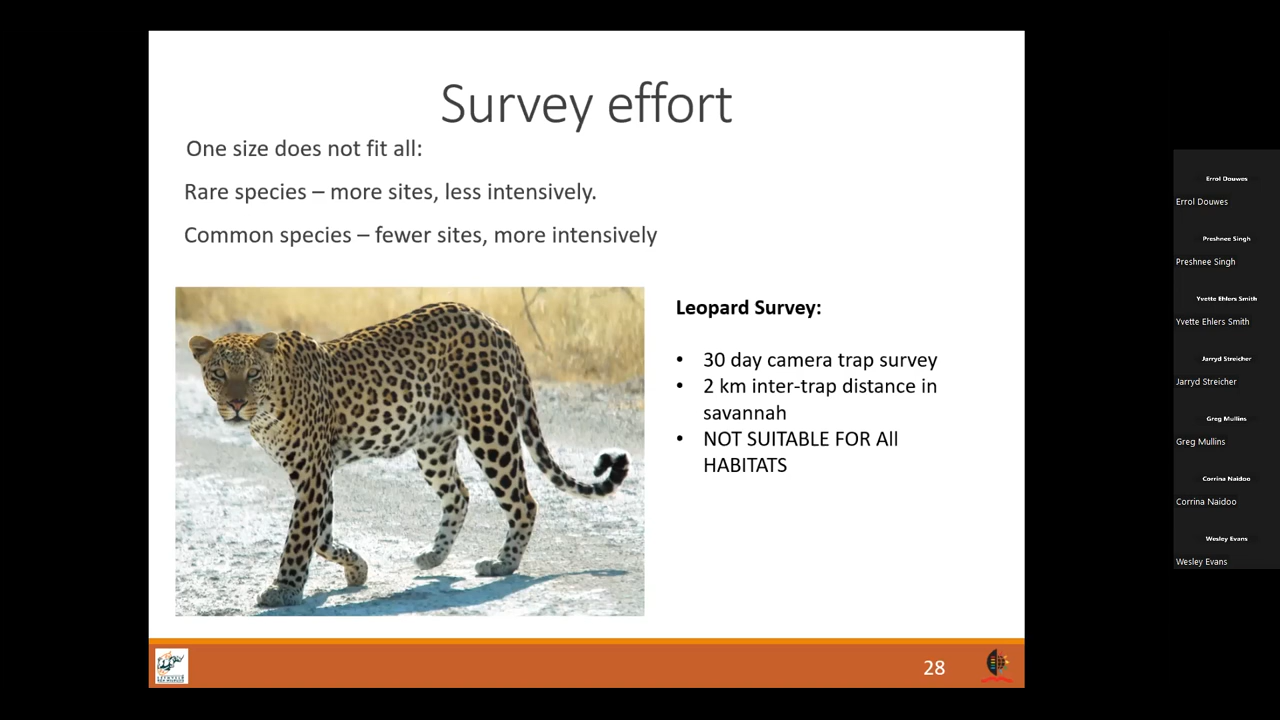 Survey effort
One size does not fit all:
Rare species – more sites, less intensively.
Common species – fewer sites, more intensively
Leopard Survey:
• 30 day camera trap survey
• 2 km inter-trap distance in
savannah
• NOT SUITABLE FOR All
HABITATS
28
Errol Douwes
Errol Douwes
Preshnee Singh
Preshnee Singh
Yvette Ehlers Smith
Yvette Ehlers Smith
Jarryd Streicher
Jarryd Streicher
Greg Mullins
Greg Mullins
Corrina Naidoo
Corrina Naidoo
Wesley Evans
Wesley Evans